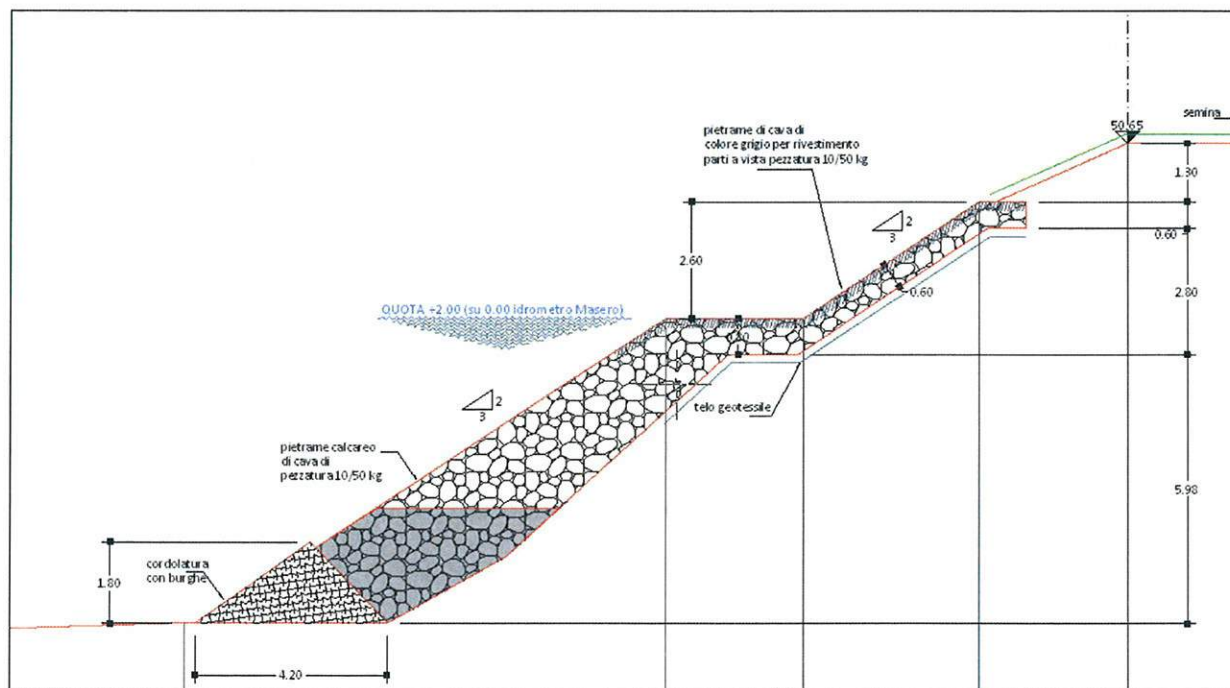 semina
50.65
pietrame di cava di
colore grigio per rivestimento
parti a vista pezzatura 10/50 kg
1.30
2
3
0.60
2.60
2.80
0.60
QUOTA +2.00 (su 0.00 idrometro Masero)
telo geotessile
2
3
pietrame calcareo
di cava di
pezzatura 10/50 kg
5.98
cordolatura
con burghe
1.80
4.20